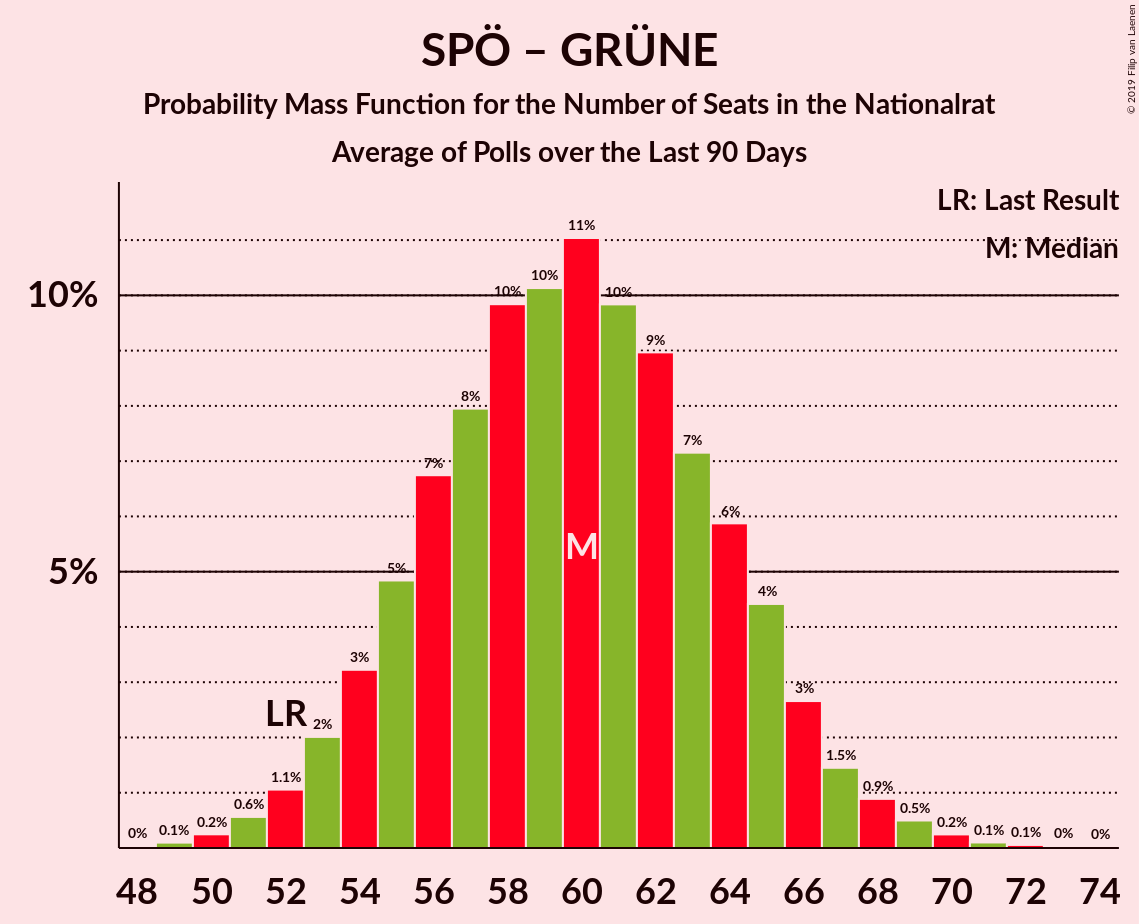 SPÖ – GRÜNE
Probability Mass Function for the Number of Seats in the Nationalrat
Average of Polls over the Last 90 Days
© 2019 Filip van Laenen
LR: Last Result
M: Median
10%
5%
0% 0.1% 0.2% 0.6% 1.1% 2% 3% 5% 7% 8% 10% 10% 11% 10% 9% 7% 6% 4% 3% 1.5% 0.9% 0.5% 0.2% 0.1% 0.1% 0% 0%
LR
M
48 50 52 54 56 58 60 62 64 66 68 70 72 74